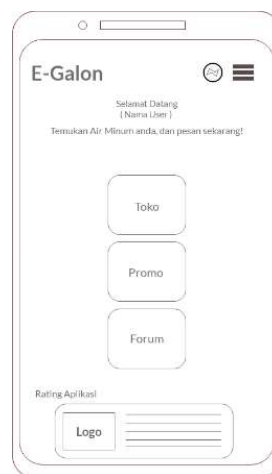 E-Galon
Selamat Datang
( Nama User )
Temukan Air Minum anda, dan pesan sekarang!
Toko
Promo
Forum
Rating Aplikasi
Logo